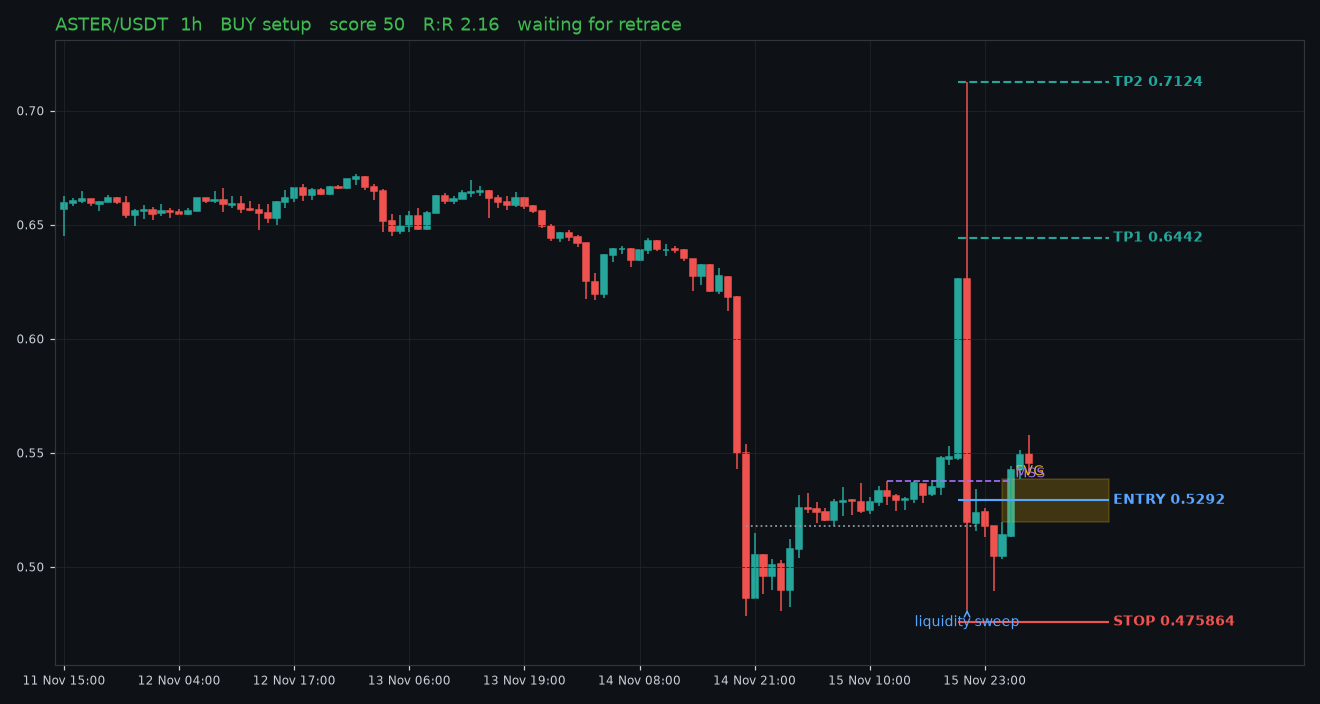 ASTER/USDT 1h BUY setup score 50 R:R 2.16 waiting for retrace
TP2 0.7124
0.70
TP1 0.6442
0.65
0.60
0.55
FVG
MSS
ENTRY 0.5292
0.50
liquidity sweep
STOP 0.475864
11 Nov 15:00 12 Nov 04:00 12 Nov 17:00 13 Nov 06:00 13 Nov 19:00 14 Nov 08:00 14 Nov 21:00 15 Nov 10:00 15 Nov 23:00